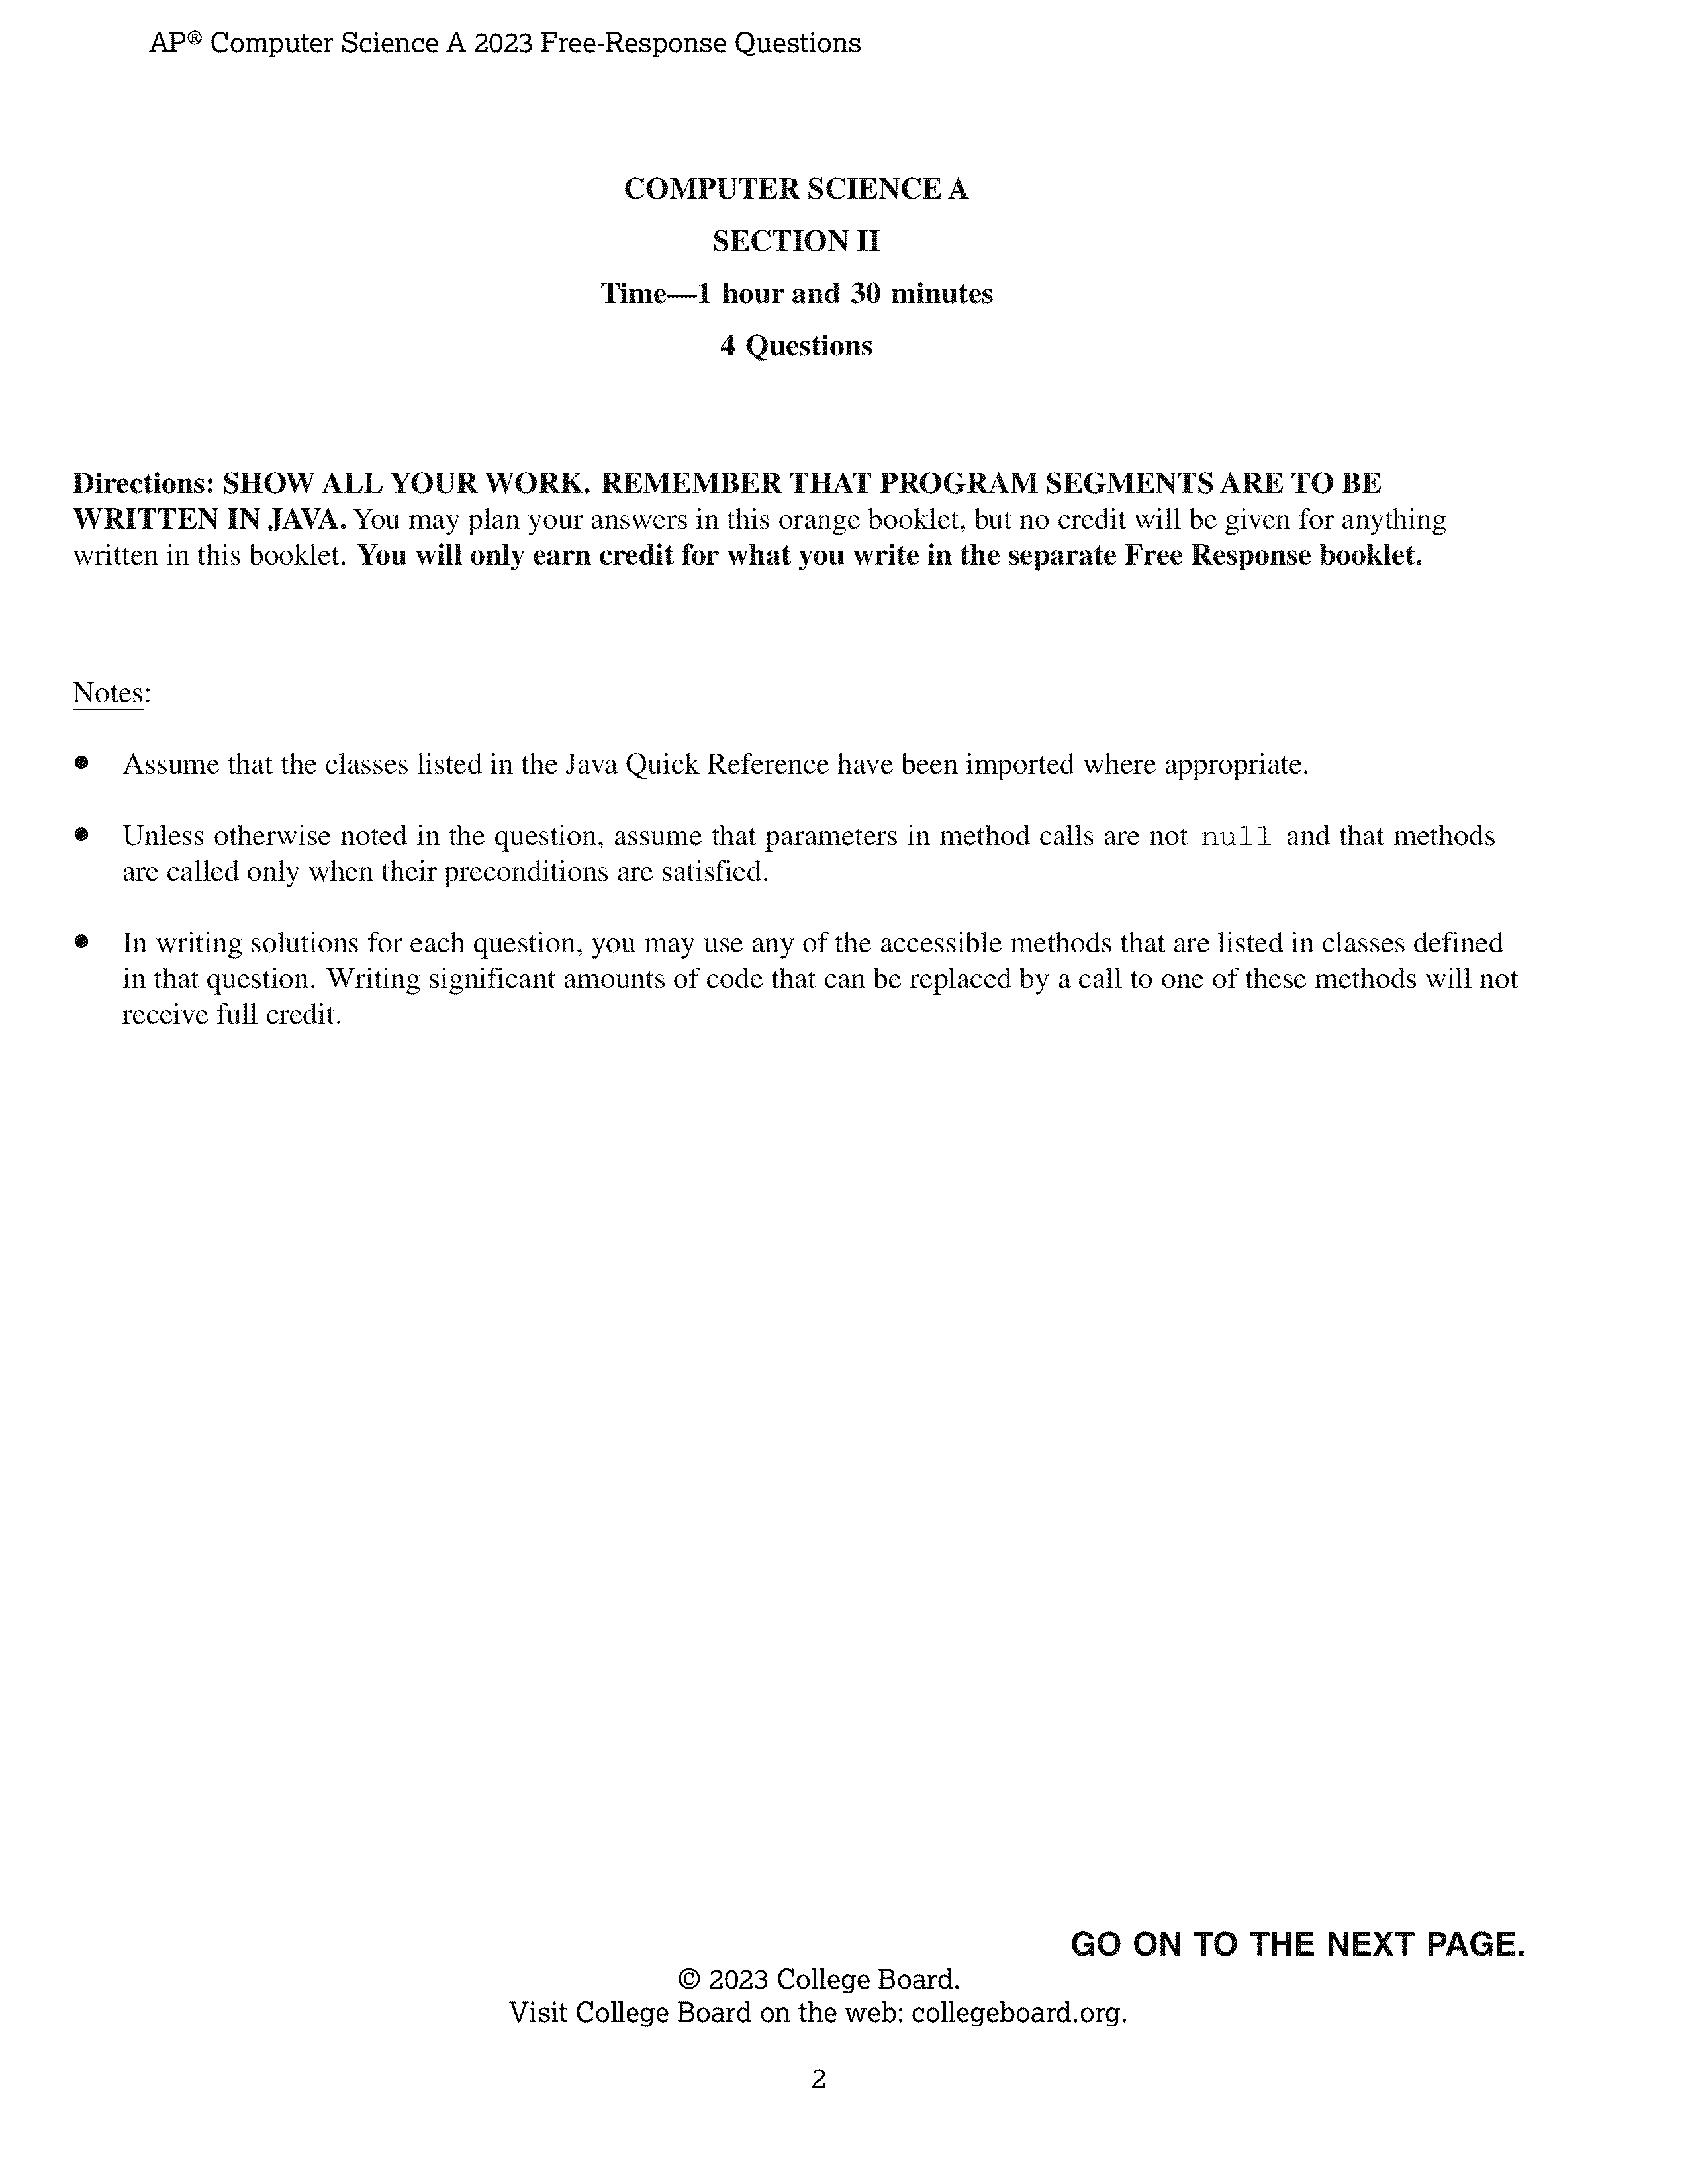 AP® Computer Science A 2023 Free-Response Questions
COMPUTER SCIENCE A
SECTION II
Time—1 hour and 30 minutes
4 Questions
Directions: SHOW ALL YOUR WORK. REMEMBER THAT PROGRAM SEGMENTS ARE TO BE
WRITTEN IN JAVA. You may plan your answers in this orange booklet, but no credit will be given for anything
written in this booklet. You will only earn credit for what you write in the separate Free Response booklet.
Notes:
● Assume that the classes listed in the Java Quick Reference have been imported where appropriate.
● Unless otherwise noted in the question, assume that parameters in method calls are not null and that methods
are called only when their preconditions are satisfied.
● In writing solutions for each question, you may use any of the accessible methods that are listed in classes defined
in that question. Writing significant amounts of code that can be replaced by a call to one of these methods will not
receive full credit.
GO ON TO THE NEXT PAGE.
© 2023 College Board.
Visit College Board on the web: collegeboard.org.
2